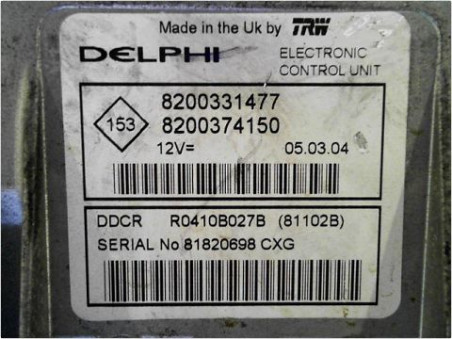 Made in the Uk by TRW
DELPHI ELECTRONIC
CONTROL UNIT
8200331477
153 8200374150
12V= 05.03.04
DDCR R0410B027B (81102B)
SERIAL No 81820698 CXG